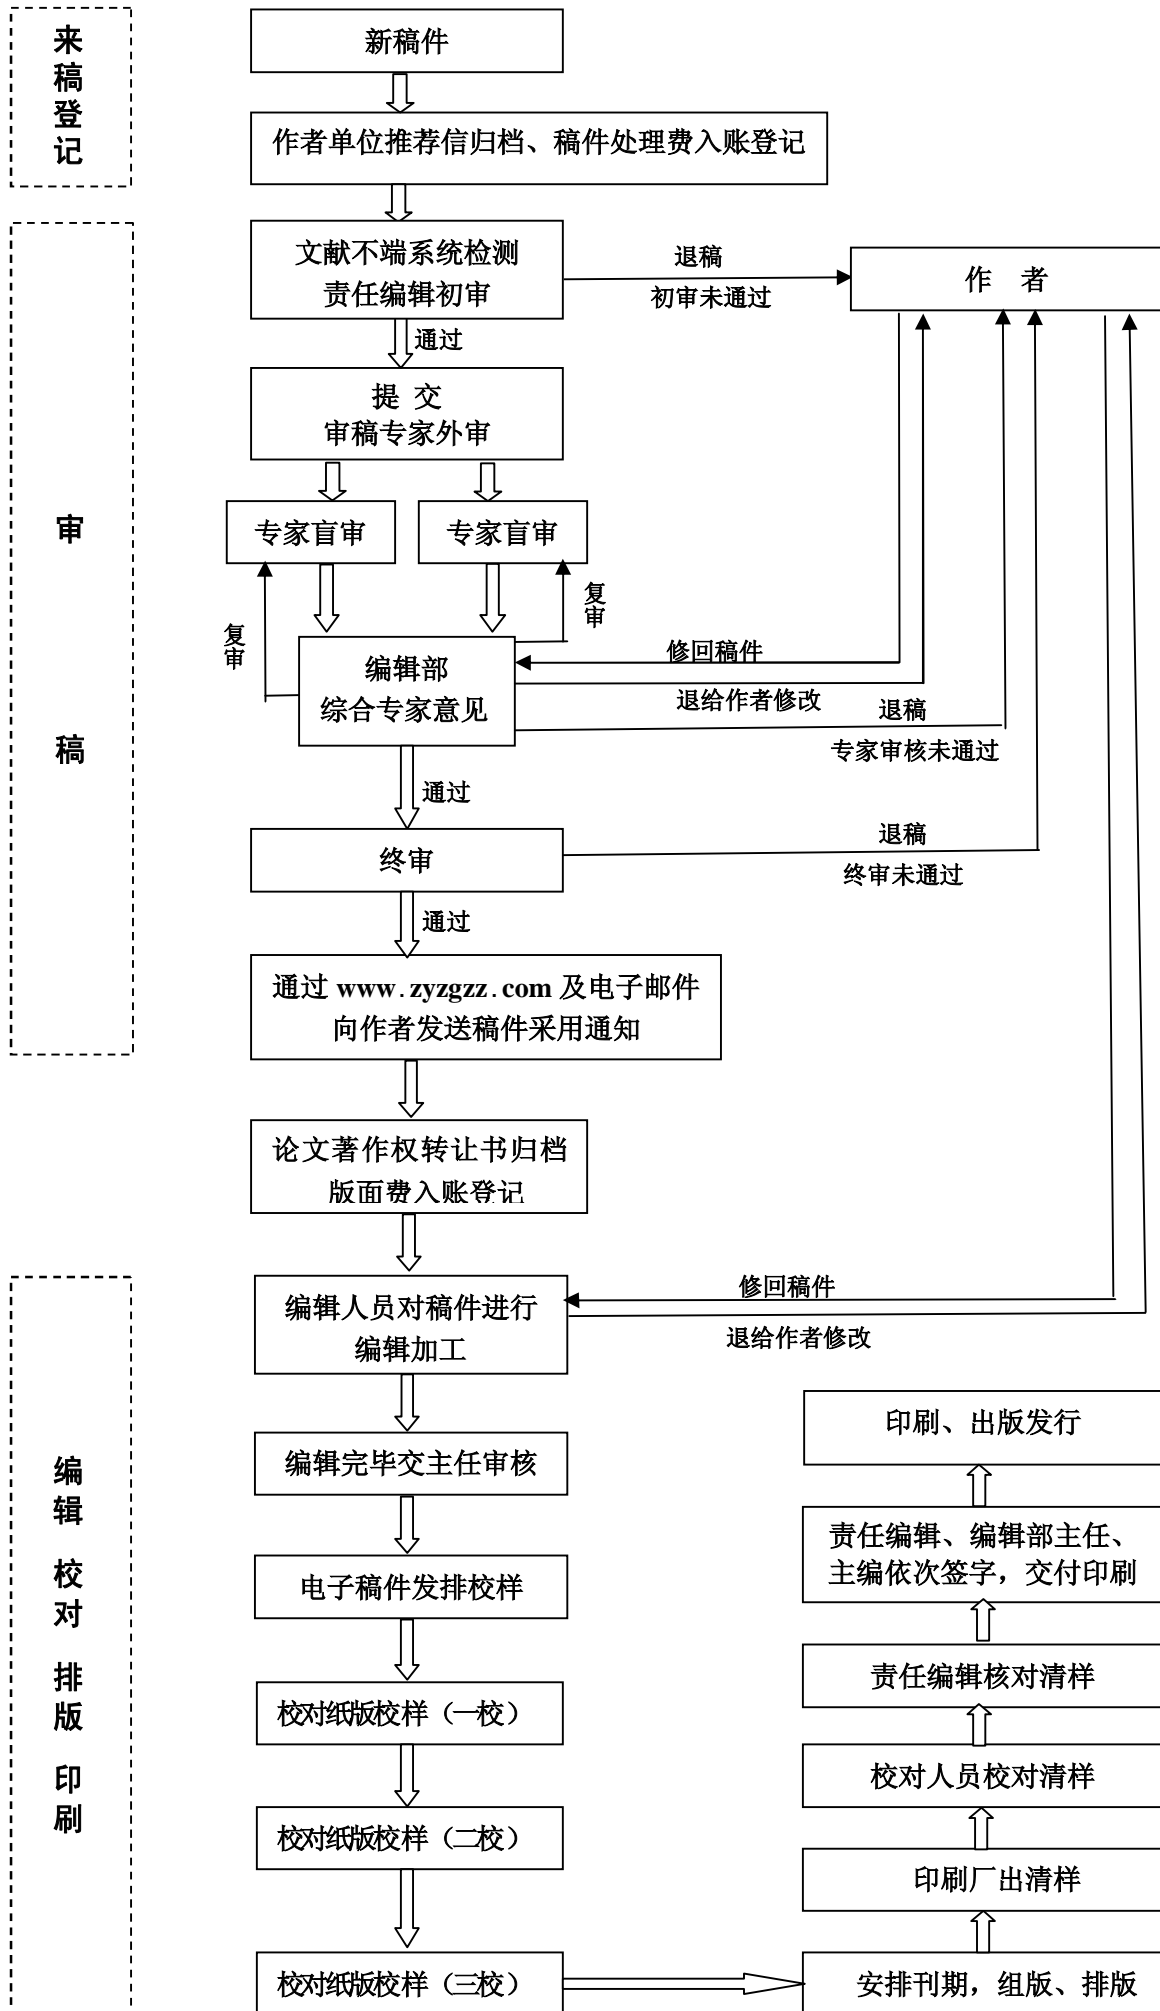 来稿登记
新稿件
作者单位推荐信归档、稿件处理费入账登记
审稿
文献不端系统检测
责任编辑初审
退稿
初审未通过
作 者
通过
提 交
审稿专家外审
专家盲审
专家盲审
复审
复审
编辑部
综合专家意见
修回稿件
退给作者修改
退稿
专家审核未通过
通过
终审
退稿
终审未通过
通过
通过 www.zyzgzz.com 及电子邮件
向作者发送稿件采用通知
论文著作权转让书归档
版面费入账登记
编辑 校对 排版 印刷
编辑人员对稿件进行
编辑加工
修回稿件
退给作者修改
编辑完毕交主任审核
电子稿件发排校样
校对纸版校样（一校）
校对纸版校样（二校）
校对纸版校样（三校）
安排刊期，组版、排版
印刷厂出清样
校对人员校对清样
责任编辑核对清样
责任编辑、编辑部主任、
主编依次签字，交付印刷
印刷、出版发行